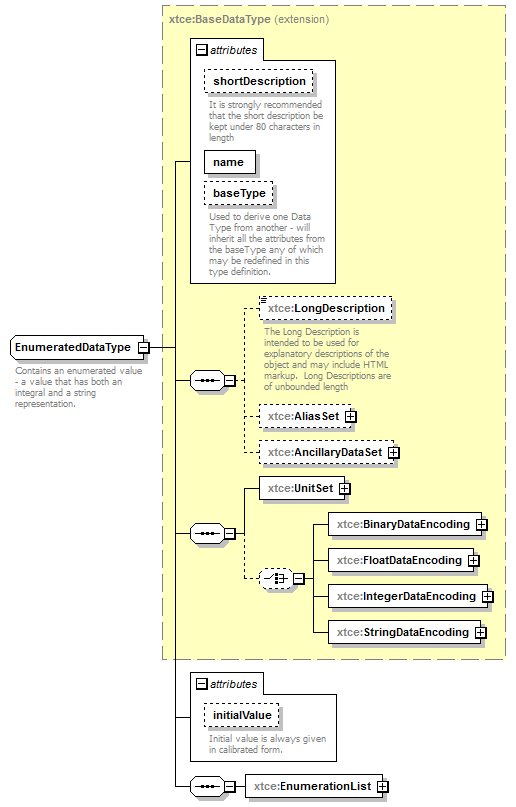 xtce:BaseDataType (extension)
attributes
shortDescription
It is strongly recommended
that the short description be
kept under 80 characters in
length
name
baseType
Used to derive one Data
Type from another - will
inherit all the attributes from
the baseType any of which
may be redefined in this
type definition.
xtce:LongDescription
The Long Description is
intended to be used for
explanatory descriptions of the
object and may include HTML
markup.  Long Descriptions are
of unbounded length
EnumeratedDataType
Contains an enumerated value
- a value that has both an
integral and a string
representation.
xtce:AliasSet
xtce:AncillaryDataSet
xtce:UnitSet
xtce:BinaryDataEncoding
xtce:FloatDataEncoding
xtce:IntegerDataEncoding
xtce:StringDataEncoding
attributes
initialValue
Initial value is always given
in calibrated form.
xtce:EnumerationList